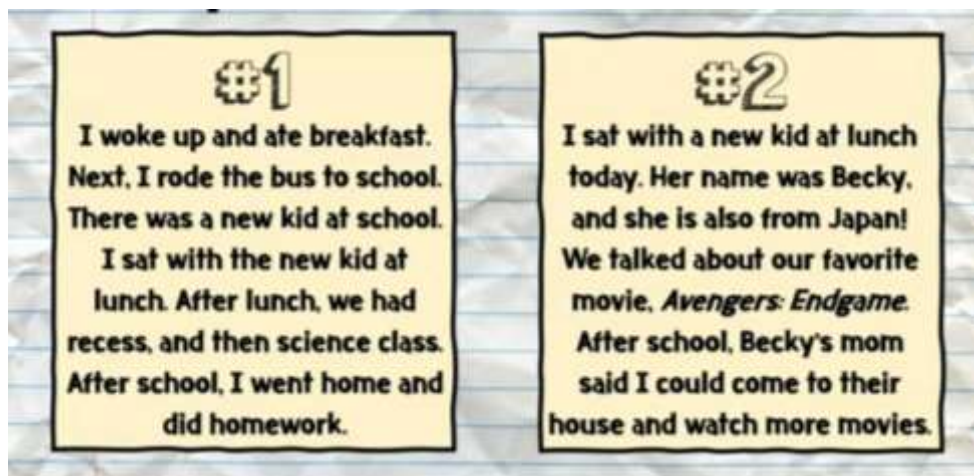 #1
I woke up and ate breakfast.
Next, I rode the bus to school.
There was a new kid at school.
I sat with the new kid at
lunch. After lunch, we had
recess, and then science class.
After school, I went home and
did homework.
#2
I sat with a new kid at lunch
today. Her name was Becky,
and she is also from Japan!
We talked about our favorite
movie, Avengers: Endgame.
After school, Becky's mom
said I could come to their
house and watch more movies.